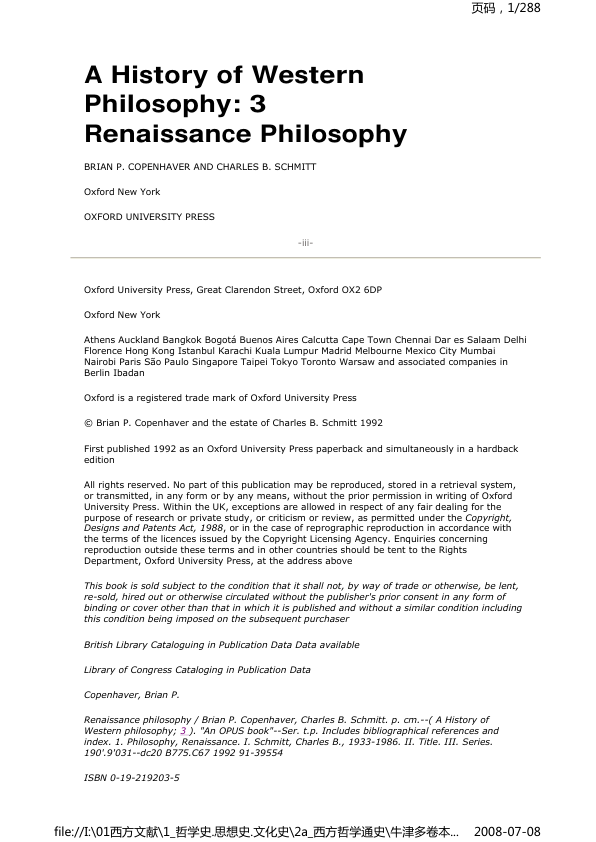 页码，1/288
A History of Western
Philosophy: 3
Renaissance Philosophy
BRIAN P. COPENHAVER AND CHARLES B. SCHMITT
Oxford New York
OXFORD UNIVERSITY PRESS
-iii-
Oxford University Press, Great Clarendon Street, Oxford OX2 6DP
Oxford New York
Athens Auckland Bangkok Bogotá Buenos Aires Calcutta Cape Town Chennai Dar es Salaam Delhi
Florence Hong Kong Istanbul Karachi Kuala Lumpur Madrid Melbourne Mexico City Mumbai
Nairobi Paris São Paulo Singapore Taipei Tokyo Toronto Warsaw and associated companies in
Berlin Ibadan
Oxford is a registered trade mark of Oxford University Press
© Brian P. Copenhaver and the estate of Charles B. Schmitt 1992
First published 1992 as an Oxford University Press paperback and simultaneously in a hardback
edition
All rights reserved. No part of this publication may be reproduced, stored in a retrieval system,
or transmitted, in any form or by any means, without the prior permission in writing of Oxford
University Press. Within the UK, exceptions are allowed in respect of any fair dealing for the
purpose of research or private study, or criticism or review, as permitted under the Copyright,
Designs and Patents Act, 1988, or in the case of reprographic reproduction in accordance with
the terms of the licences issued by the Copyright Licensing Agency. Enquiries concerning
reproduction outside these terms and in other countries should be tent to the Rights
Department, Oxford University Press, at the address above
This book is sold subject to the condition that it shall not, by way of trade or otherwise, be lent,
re-sold, hired out or otherwise circulated without the publisher's prior consent in any form of
binding or cover other than that in which it is published and without a similar condition including
this condition being imposed on the subsequent purchaser
British Library Cataloguing in Publication Data Data available
Library of Congress Cataloging in Publication Data
Copenhaver, Brian P.
Renaissance philosophy / Brian P. Copenhaver, Charles B. Schmitt. p. cm.--( A History of
Western philosophy; 3 ). "An OPUS book"--Ser. t.p. Includes bibliographical references and
index. 1. Philosophy, Renaissance. I. Schmitt, Charles B., 1933-1986. II. Title. III. Series.
190'.9'031--dc20 B775.C67 1992 91-39554
ISBN 0-19-219203-5
file://I:\01西方文献\1_哲学史.思想史.文化史\2a_西方哲学通史\牛津多卷本... 2008-07-08